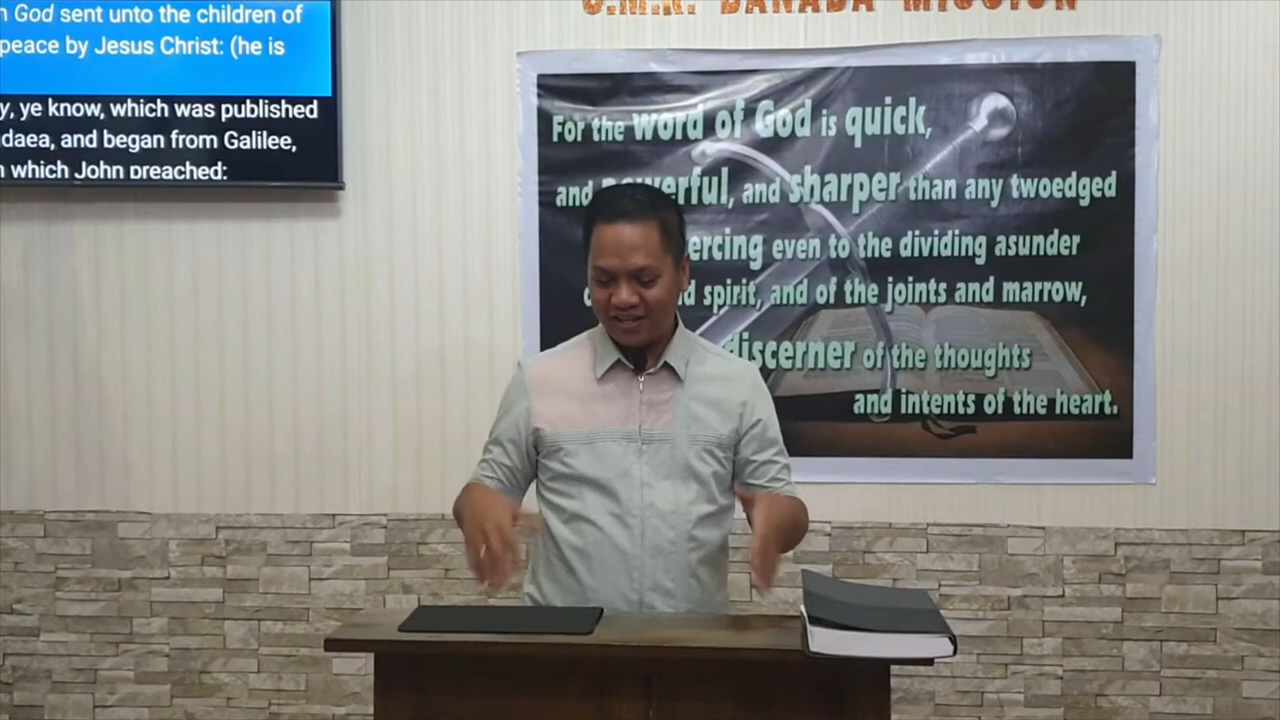 God sent unto the children of
peace by Jesus Christ: (he is
ye know, which was published
and began from Galilee,
which John preached:
BANABA MISSION
For the word of God is quick,
and powerful, and sharper than any twoedged
even to the dividing asunder
spirit, and of the joints and marrow,
discerner of the thoughts
and intents of the heart.